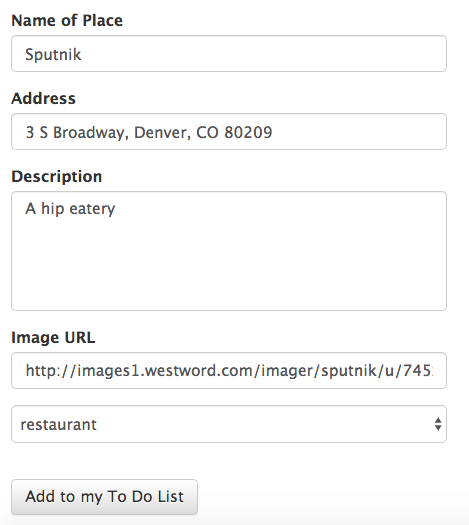 Name of Place
Sputnik
Address
3 S Broadway, Denver, CO 80209
Description
A hip eatery
Image URL
http://images1.westword.com/imager/sputnik/u/745
restaurant
Add to my To Do List